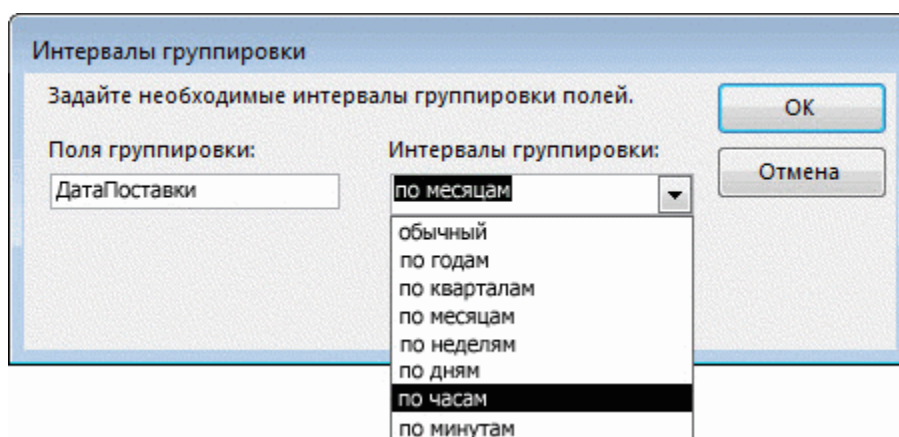 Интервалы группировки
Задайте необходимые интервалы группировки полей.
ОК
Поля группировки:
Интервалы группировки:
Отмена
ДатаПоставки
по месяцам
обычный
по годам
по кварталам
по месяцам
по неделям
по дням
по часам
по минутам